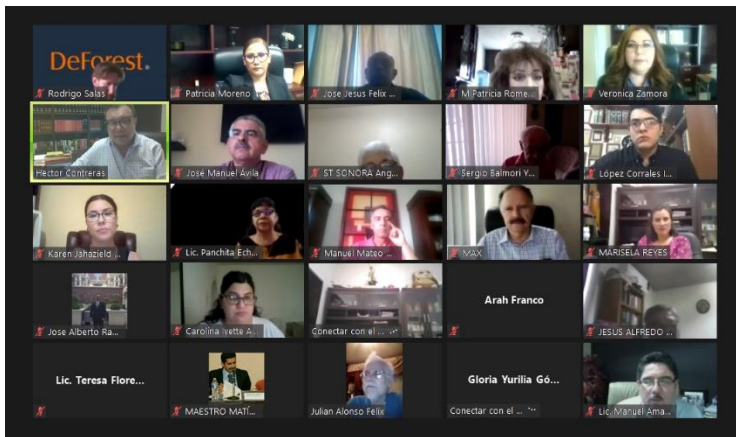 DeForest.
Rodrigo Salas
Patricia Moreno
Jose Jesus Felix ...
M Patricia Rome...
Veronica Zamora
Hector Contreras
José Manuel Ávila
ST SONORA Ang...
Sergio Balmori Y...
López Corrales I...
Karen Jahazield ...
Lic. Panchita Ech...
Manuel Mateo ...
MAX
MARISELA REYES
Jose Alberto Ra...
Carolina Ivette A...
Conectar con el ...
Arah Franco
JESUS ALFREDO ...
Lic. Teresa Flore...
MAESTRO MATÍ...
Julian Alonso Felix
Gloria Yurilia Gó...
Conectar con el ...
Lic. Manuel Ama...